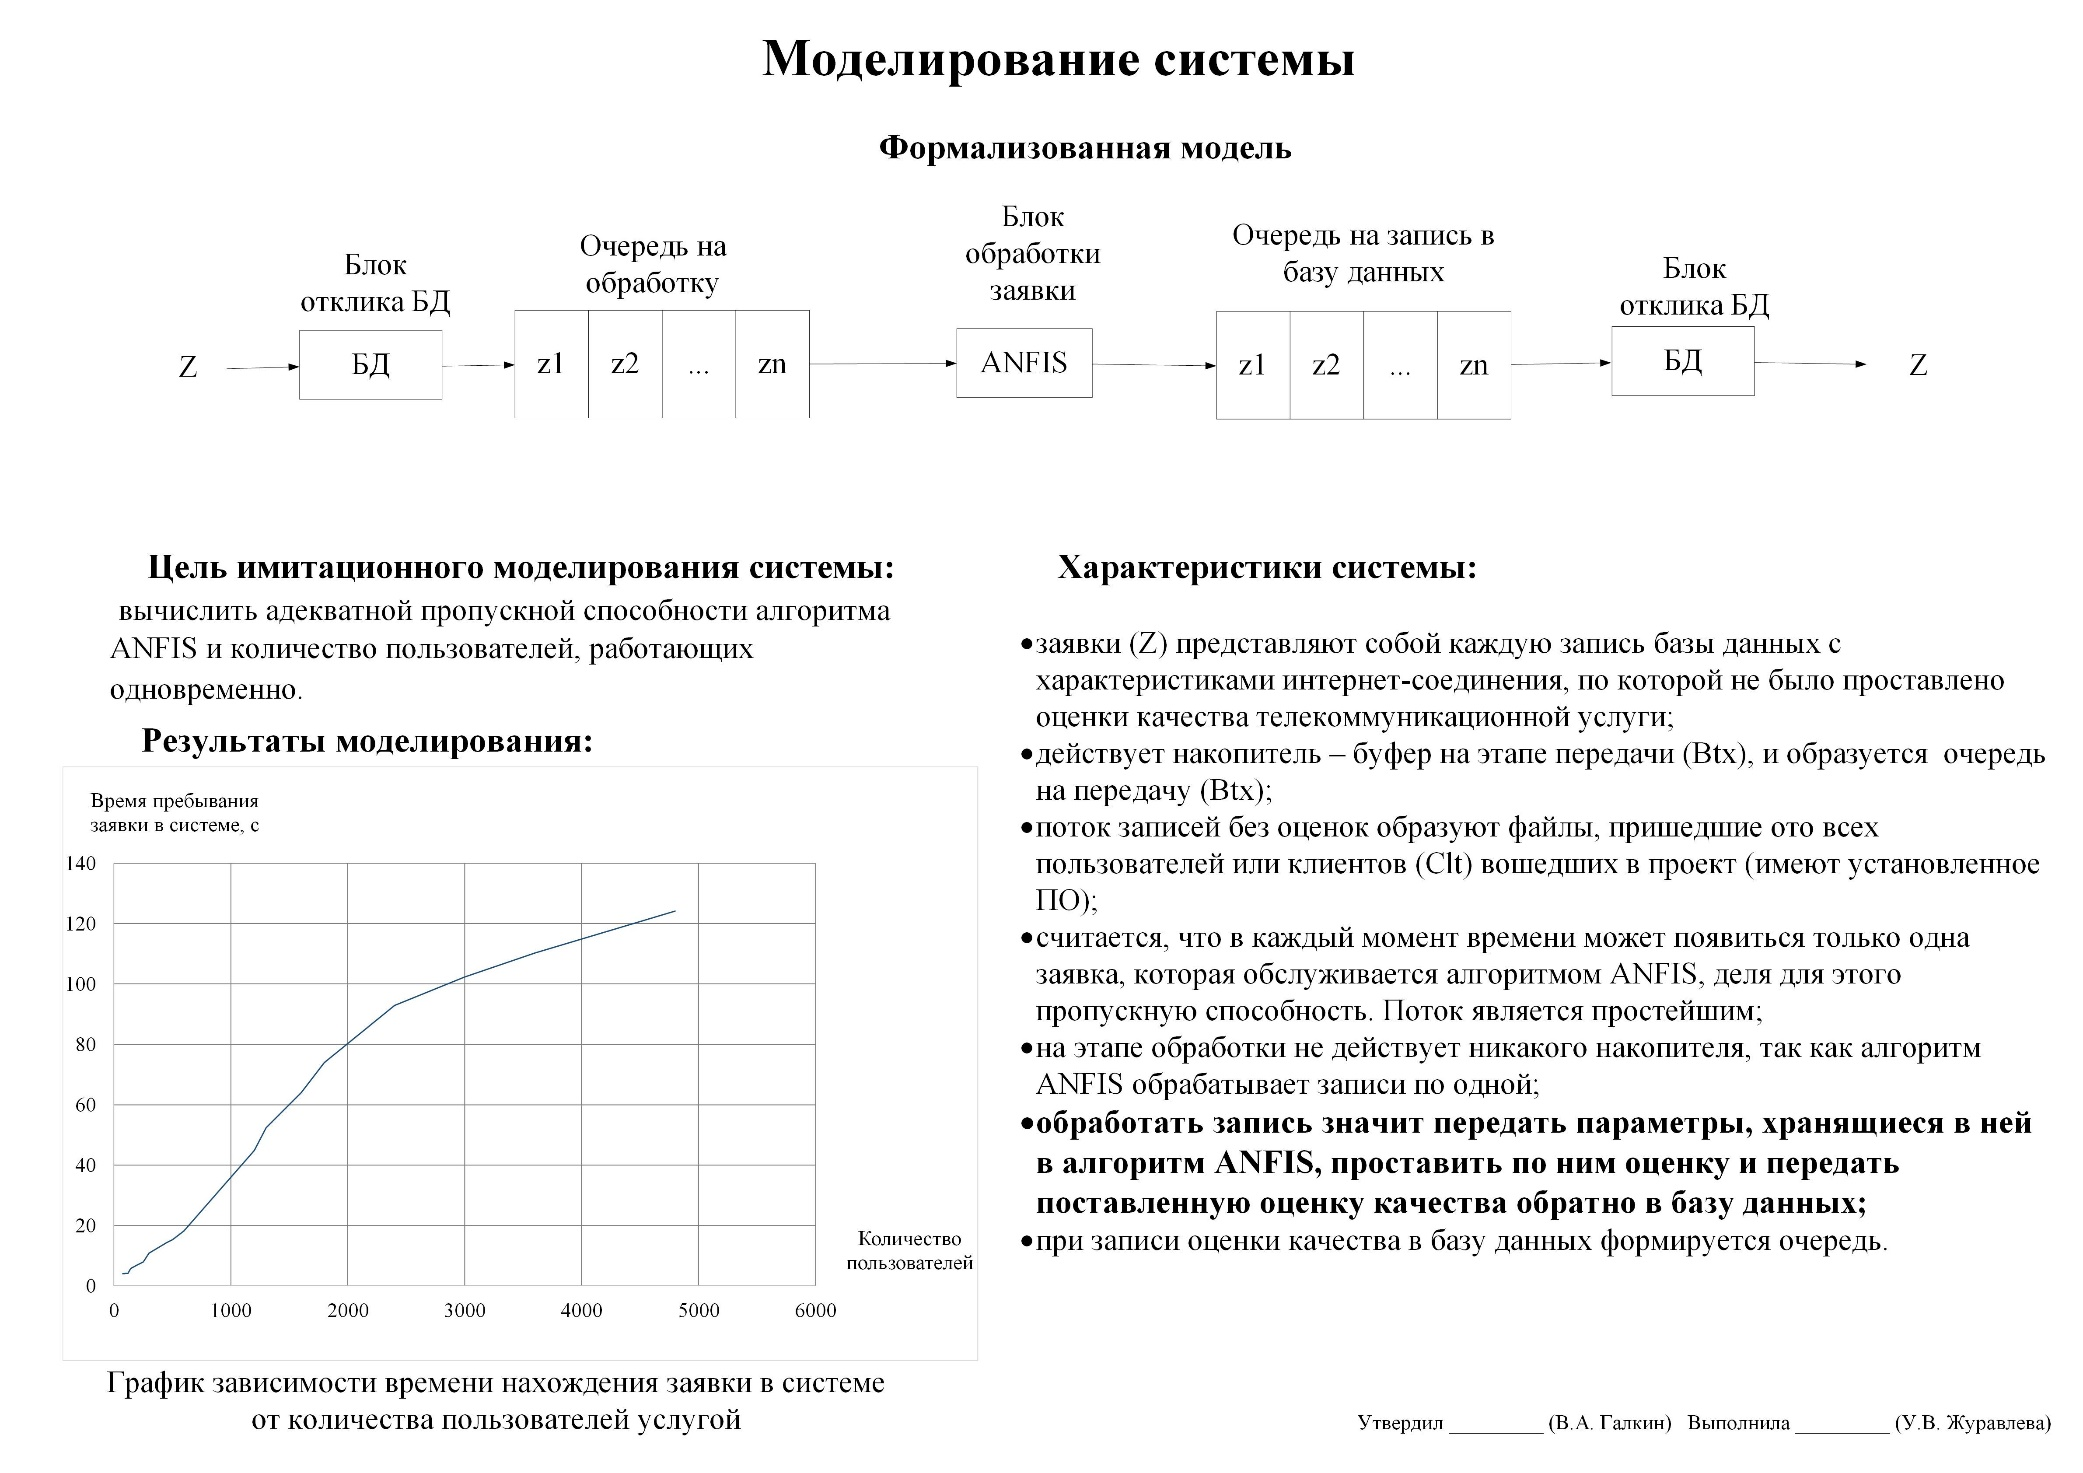 Моделирование системы
Формализованная модель
Блок
отклика БД
Очередь на
обработку
Блок
обработки
заявки
Очередь на запись в
базу данных
Блок
отклика БД
Z
БД
z1
z2
...
zn
ANFIS
z1
z2
...
zn
БД
Z
Цель имитационного моделирования системы:
вычислить адекватной пропускной способности алгоритма
ANFIS и количество пользователей, работающих
одновременно.
Результаты моделирования:
Время пребывания
заявки в системе, с
140
120
100
80
60
40
20
0
0
1000
2000
3000
4000
5000
6000
Количество
пользователей
График зависимости времени нахождения заявки в системе
от количества пользователей услугой
Характеристики системы:
•заявки (Z) представляют собой каждую запись базы данных с
характеристиками интернет-соединения, по которой не было проставлено
оценки качества телекоммуникационной услуги;
•действует накопитель – буфер на этапе передачи (Btx), и образуется очередь
на передачу (Btx);
•поток записей без оценок образуют файлы, пришедшие ото всех
пользователей или клиентов (Clt) вошедших в проект (имеют установленное
ПО);
•считается, что в каждый момент времени может появиться только одна
заявка, которая обслуживается алгоритмом ANFIS, деля для этого
пропускную способность. Поток является простейшим;
•на этапе обработки не действует никакого накопителя, так как алгоритм
ANFIS обрабатывает записи по одной;
•обработать запись значит передать параметры, хранящиеся в ней
в алгоритм ANFIS, проставить по ним оценку и передать
поставленную оценку качества обратно в базу данных;
•при записи оценки качества в базу данных формируется очередь.
Утвердил _________ (В.А. Галкин) Выполнила _________ (У.В. Журавлева)